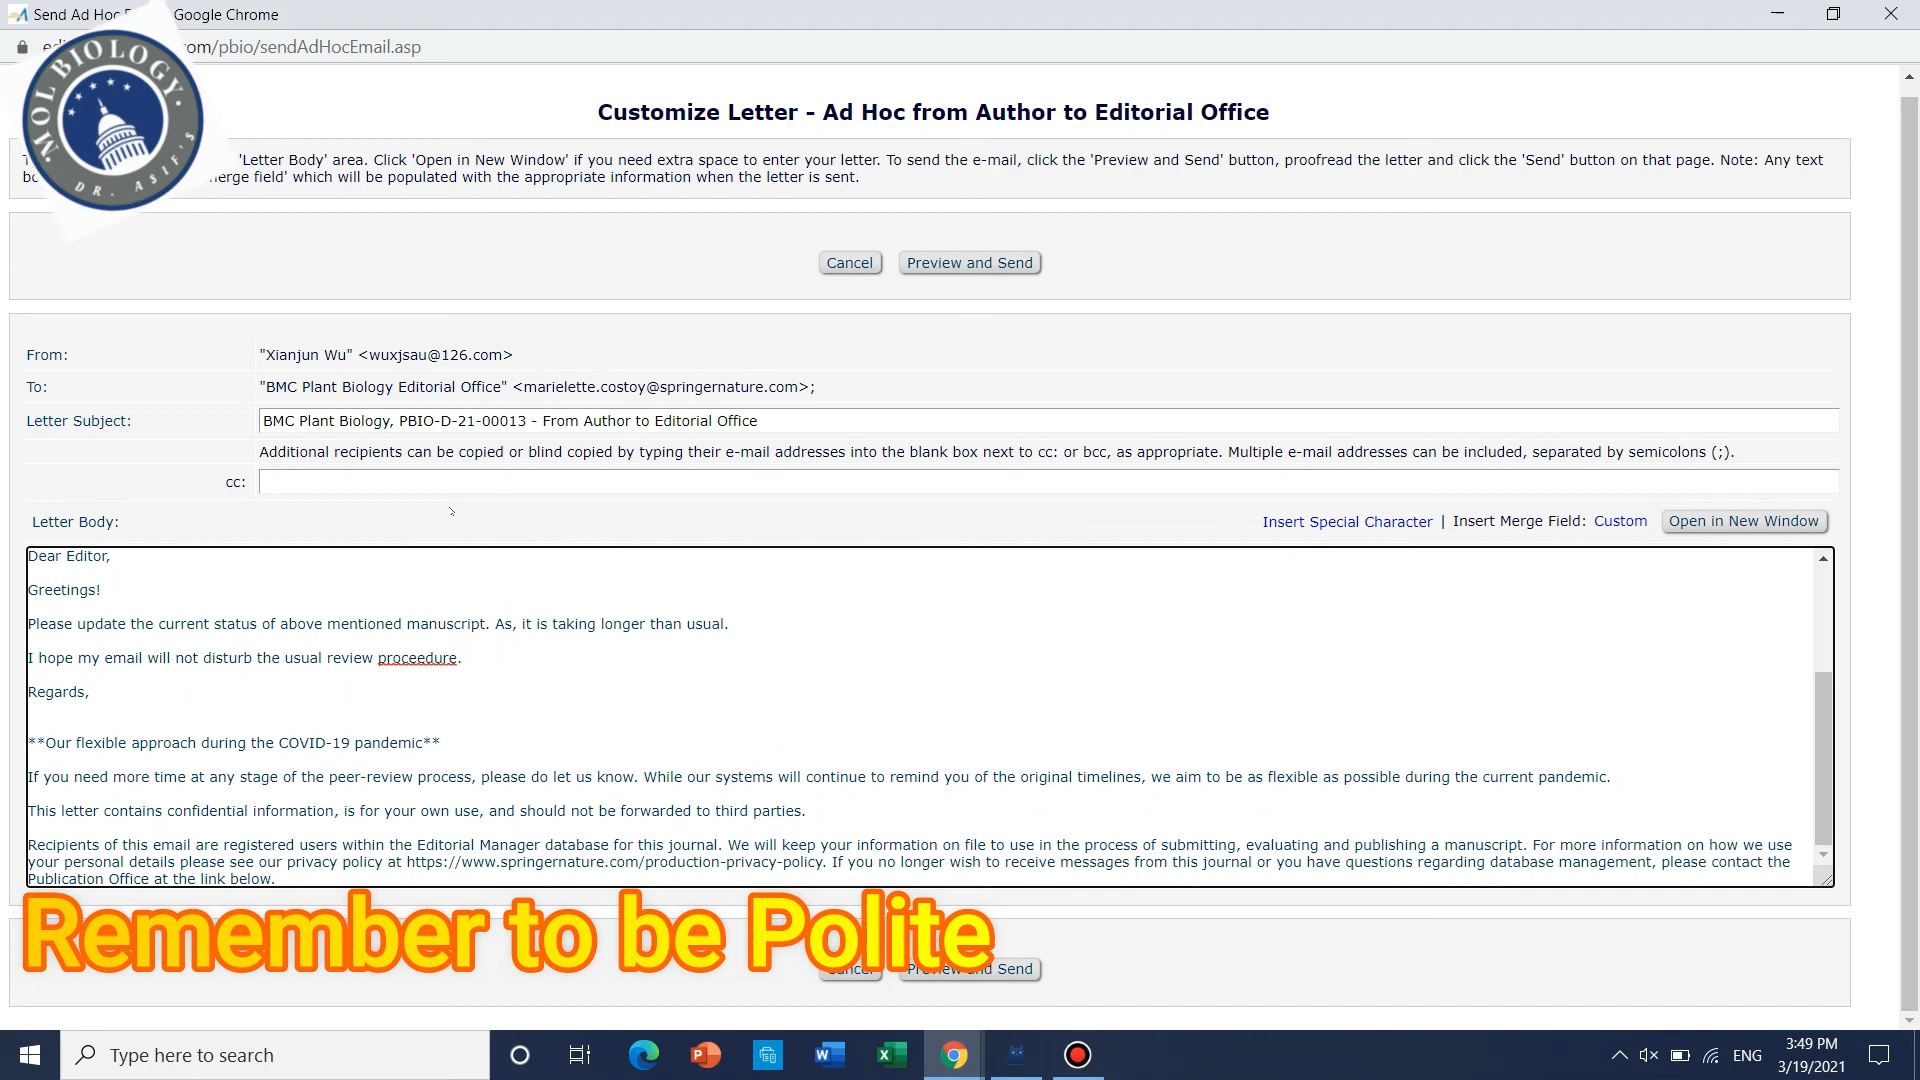 Send Ad Hoc Google Chrome
om/pbio/sendAdHocEmail.asp
MOL BIOLOGY.
DR. ASIF'S
Customize Letter - Ad Hoc from Author to Editorial Office
'Letter Body' area. Click 'Open in New Window' if you need extra space to enter your letter. To send the e-mail, click the 'Preview and Send' button, proofread the letter and click the 'Send' button on that page. Note: Any text
erge field' which will be populated with the appropriate information when the letter is sent.
Cancel Preview and Send
From: "Xianjun Wu" <wuxjsau@126.com>
To: "BMC Plant Biology Editorial Office" <marielette.costoy@springernature.com>;
Letter Subject: BMC Plant Biology, PBIO-D-21-00013 - From Author to Editorial Office
Additional recipients can be copied or blind copied by typing their e-mail addresses into the blank box next to cc: or bcc, as appropriate. Multiple e-mail addresses can be included, separated by semicolons (;).
cc:
Letter Body: Insert Special Character | Insert Merge Field: Custom Open in New Window
Dear Editor,
Greetings!
Please update the current status of above mentioned manuscript. As, it is taking longer than usual.
I hope my email will not disturb the usual review proceedure.
Regards,
**Our flexible approach during the COVID-19 pandemic**
If you need more time at any stage of the peer-review process, please do let us know. While our systems will continue to remind you of the original timelines, we aim to be as flexible as possible during the current pandemic.
This letter contains confidential information, is for your own use, and should not be forwarded to third parties.
Recipients of this email are registered users within the Editorial Manager database for this journal. We will keep your information on file to use in the process of submitting, evaluating and publishing a manuscript. For more information on how we use
your personal details please see our privacy policy at https://www.springernature.com/production-privacy-policy. If you no longer wish to receive messages from this journal or you have questions regarding database management, please contact the
Publication Office at the link below.
Remember to be Polite
Cancel Preview and Send
Type here to search
ENG
3:49 PM
3/19/2021